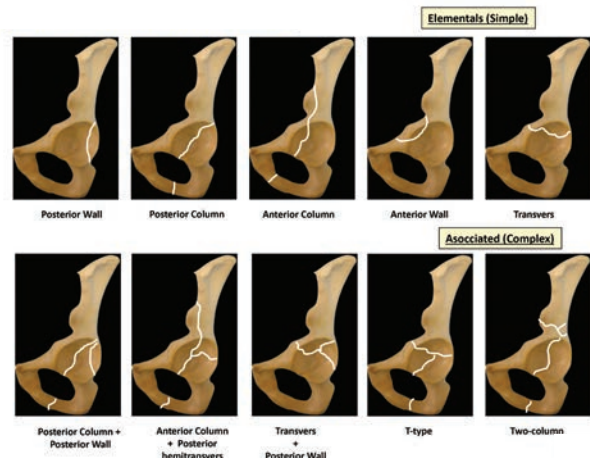 Elementals (Simple)
Posterior Wall
Posterior Column
Anterior Column
Anterior Wall
Transvers
Asocciated (Complex)
Posterior Column +
Posterior Wall
Anterior Column
+ Posterior
hemitransvers
Transvers
+
Posterior Wall
T-type
Two-column